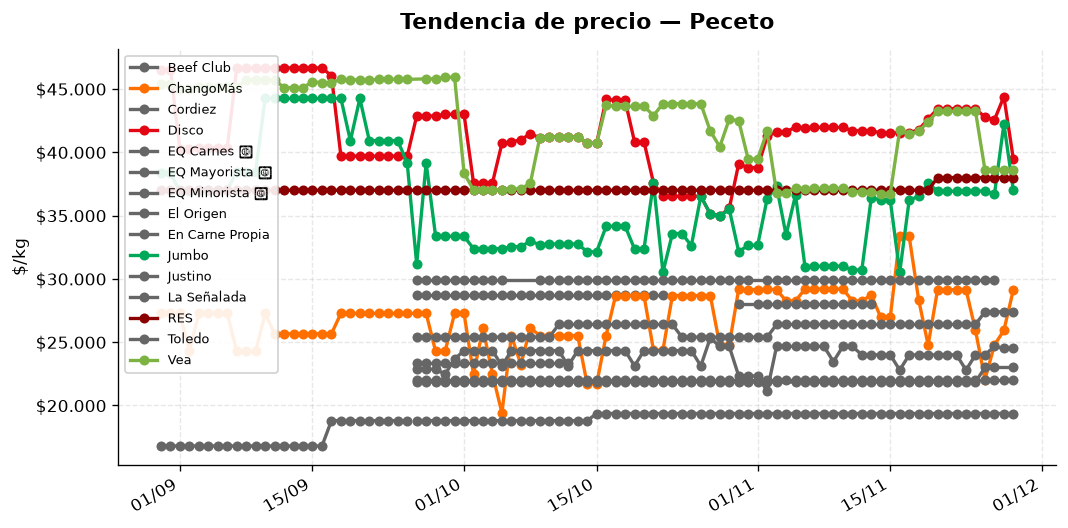 Tendencia de precio — Peceto
$/kg
$45.000
$40.000
$35.000
$30.000
$25.000
$20.000
Beef Club
ChangoMás
Cordiez
Disco
EQ Carnes
EQ Mayorista
EQ Minorista
El Origen
En Carne Propia
Jumbo
Justino
La Señalada
RES
Toledo
Vea
01/09
15/09
01/10
15/10
01/11
15/11
01/12